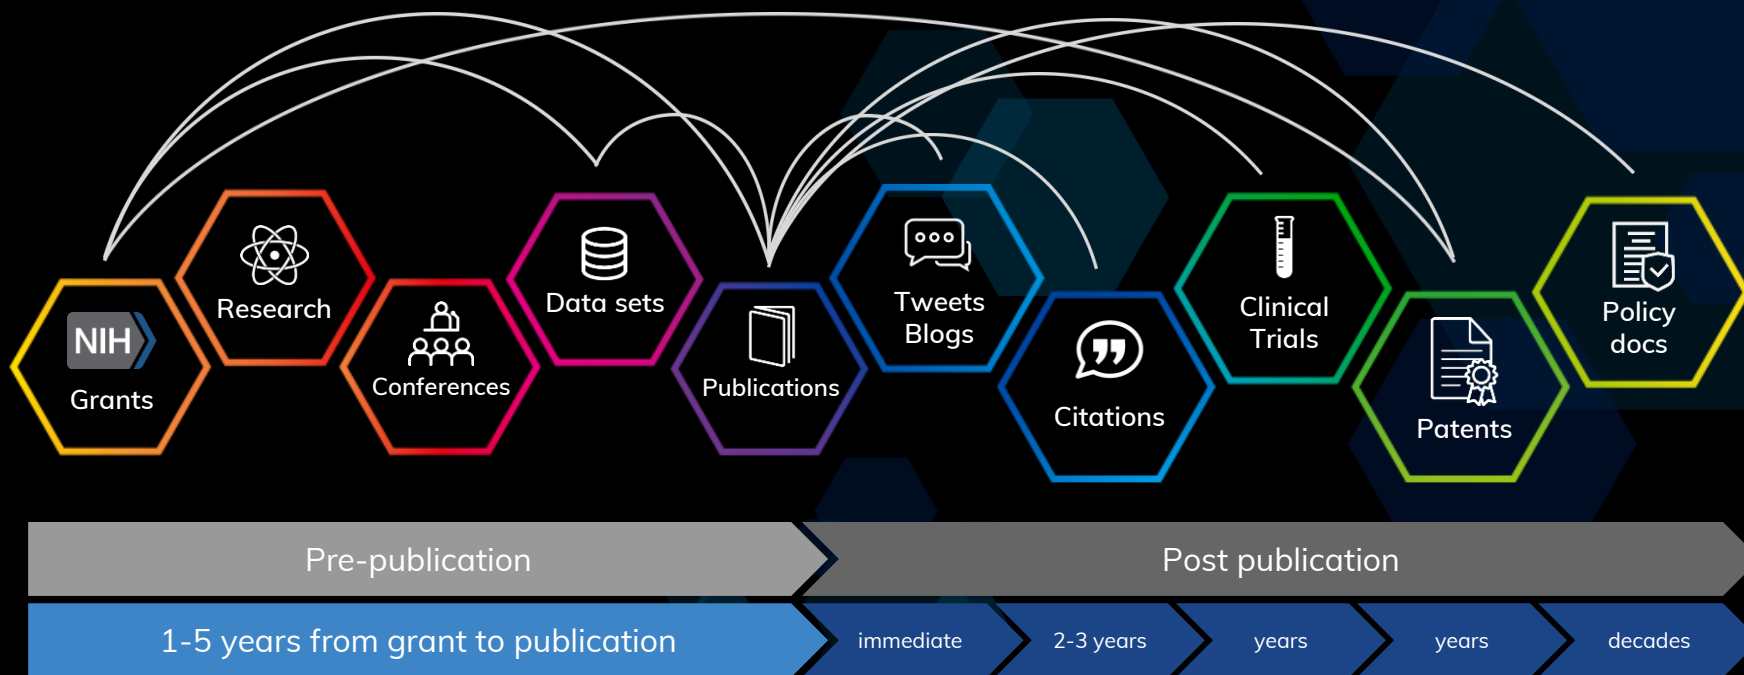 NIH
Grants
Research
Conferences
Data sets
Publications
Tweets
Blogs
Citations
Clinical
Trials
Patents
Policy
docs
Pre-publication
Post publication
1-5 years from grant to publication
immediate
2-3 years
years
years
decades